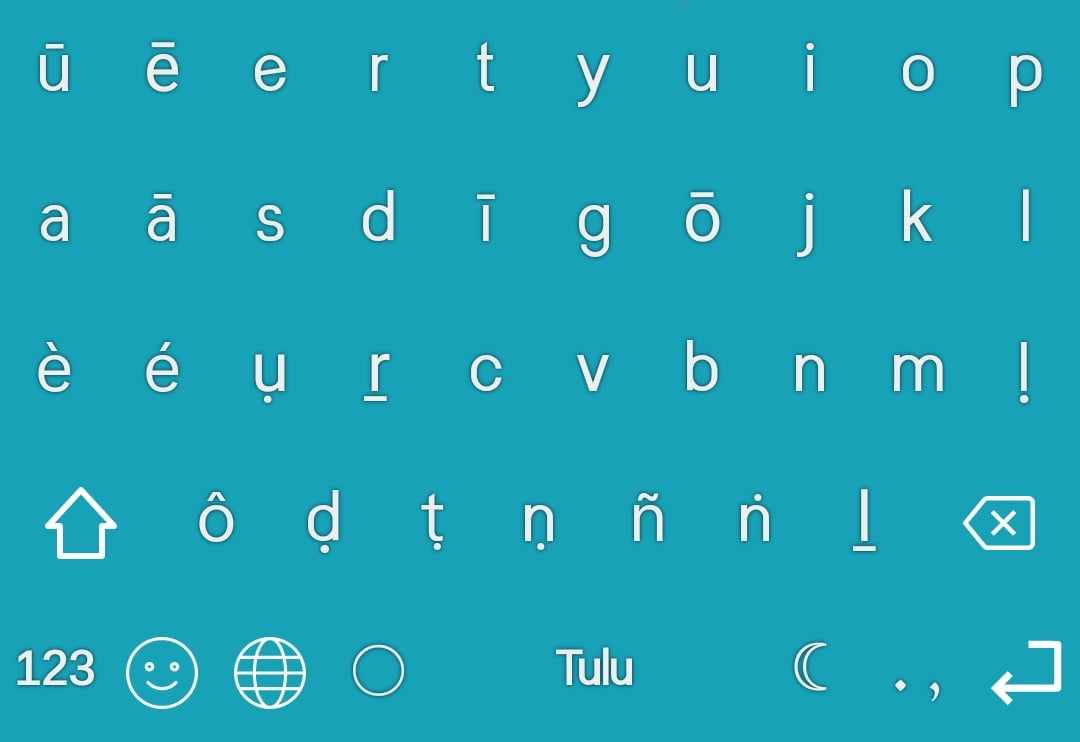 ū ē e r t y u i o p
a ā s d ī g ō j k l
è é ụ ṟ c v b n m ḷ
ô ḍ ṭ ṇ ñ ṅ ḻ
123 Tulu . ,